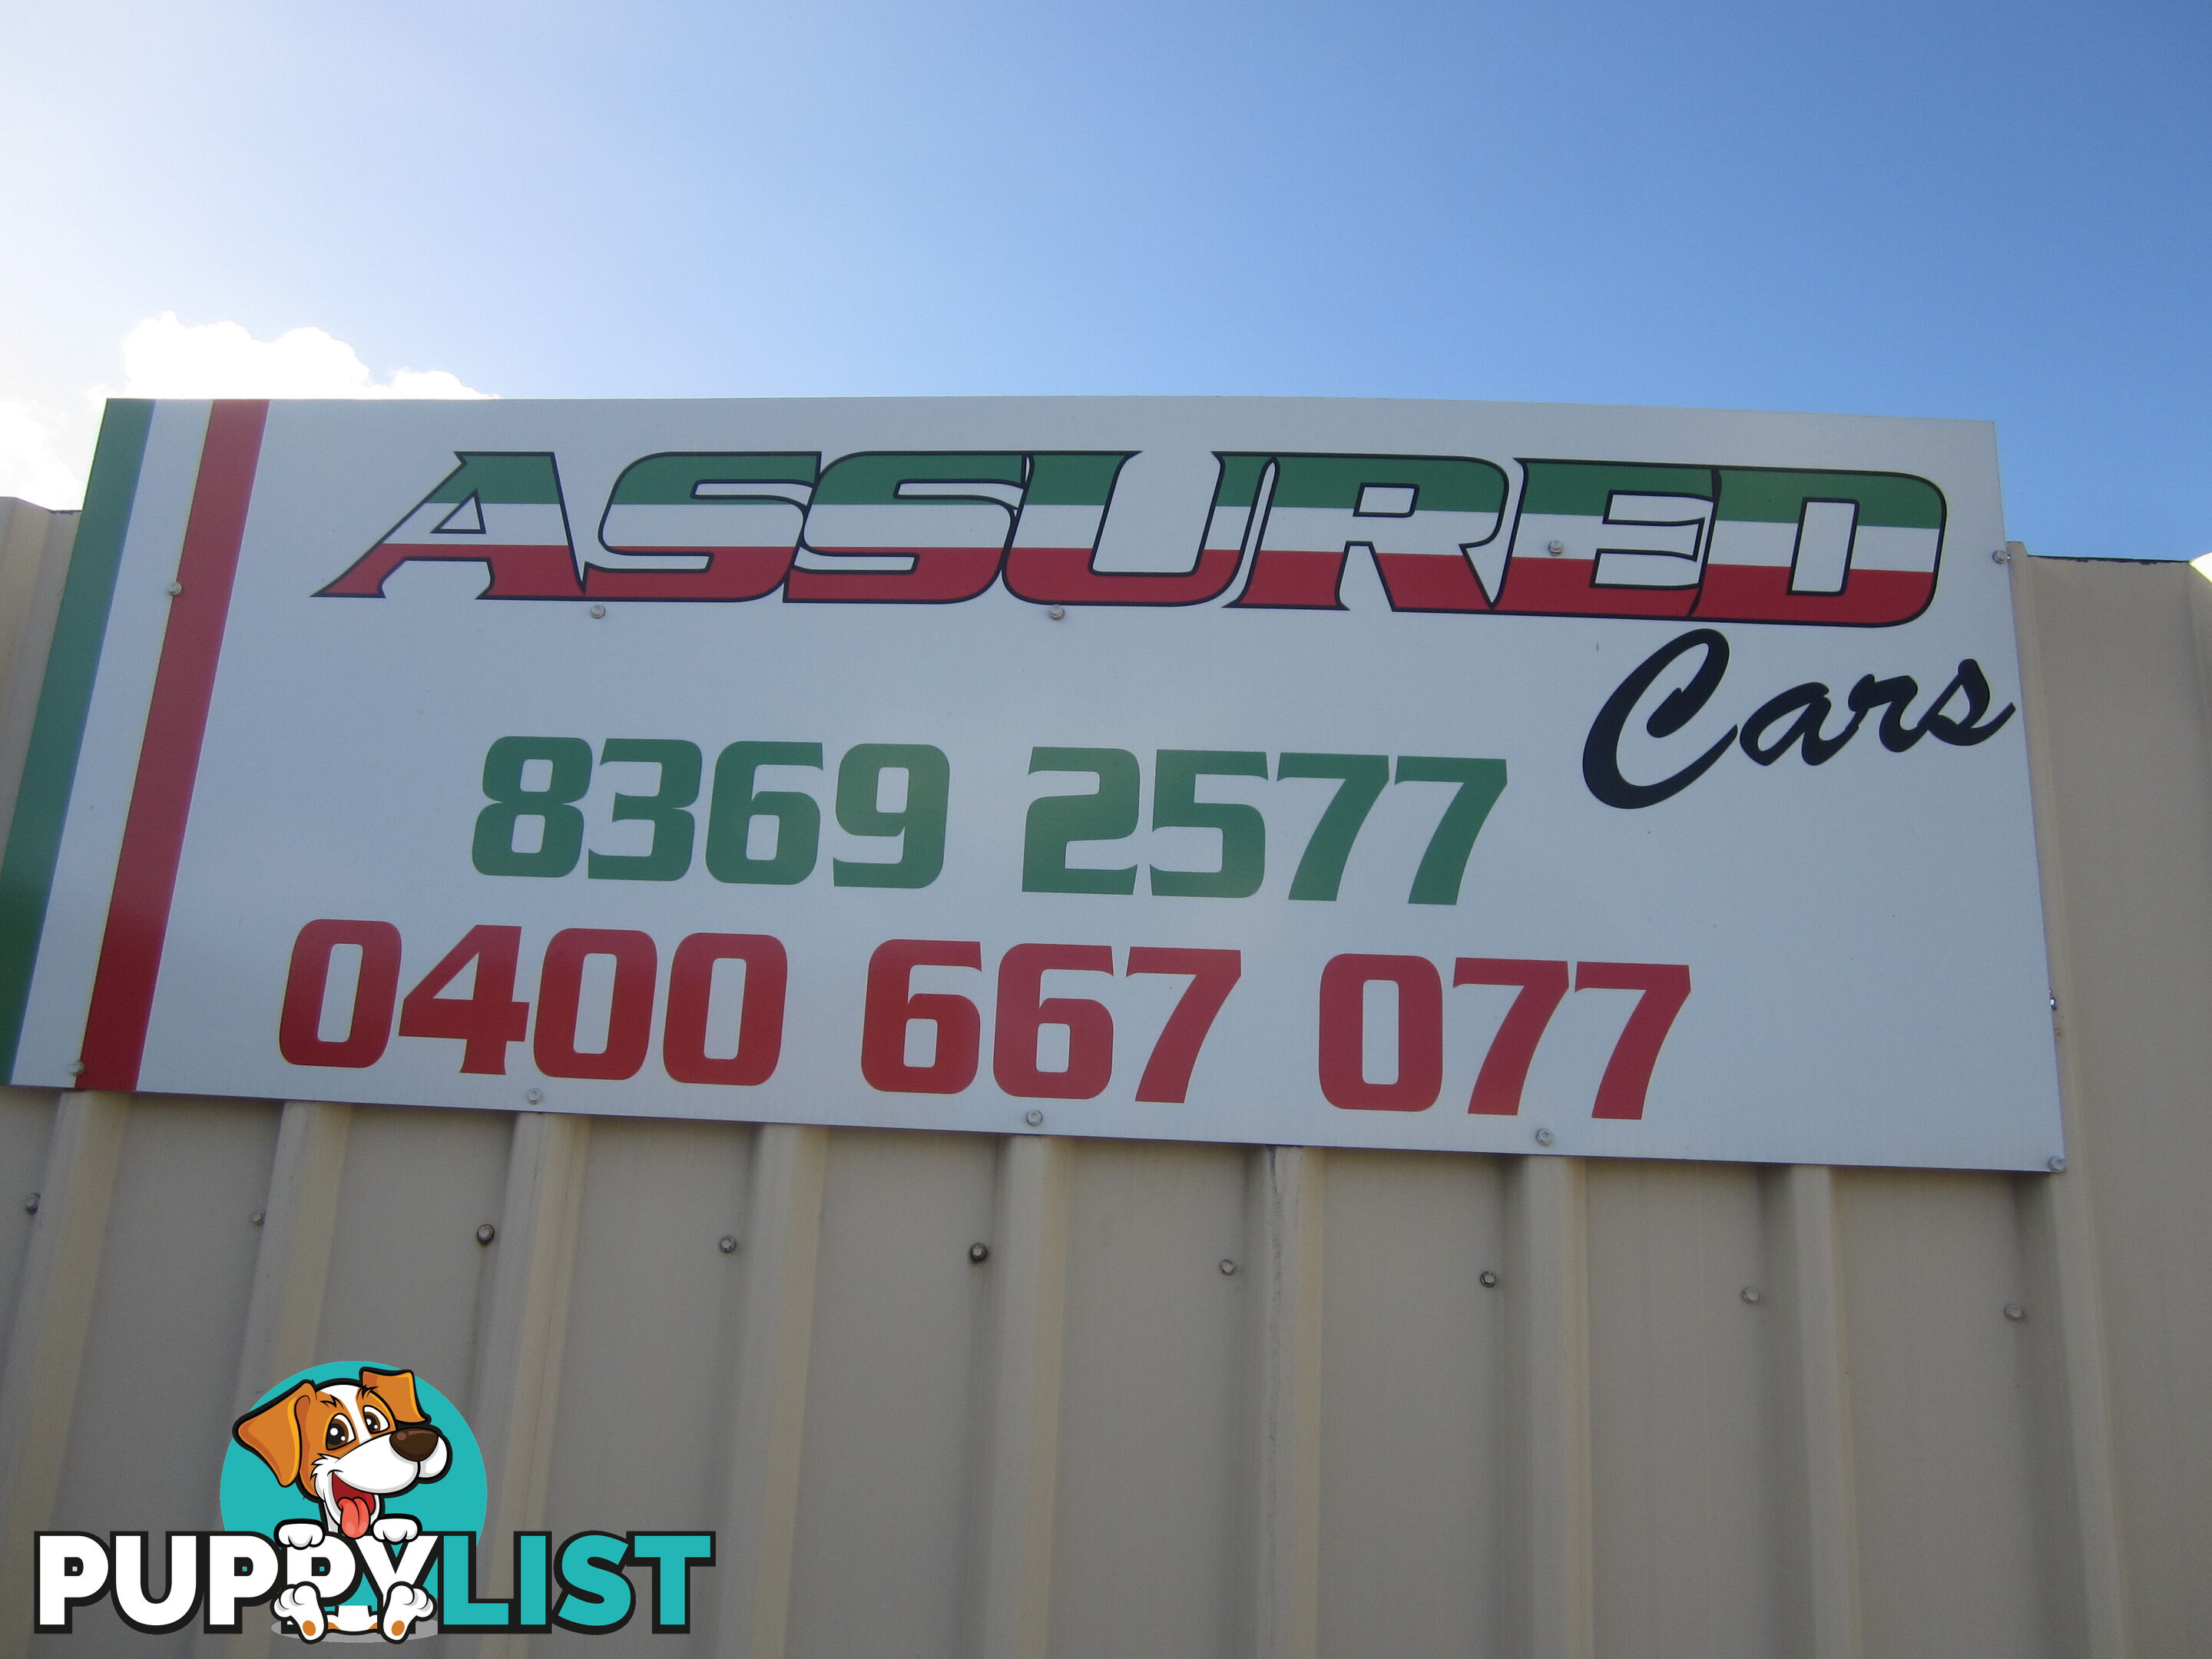 ASSURED
Cars
8369 2577
0400 667 077
PUPPYLIST